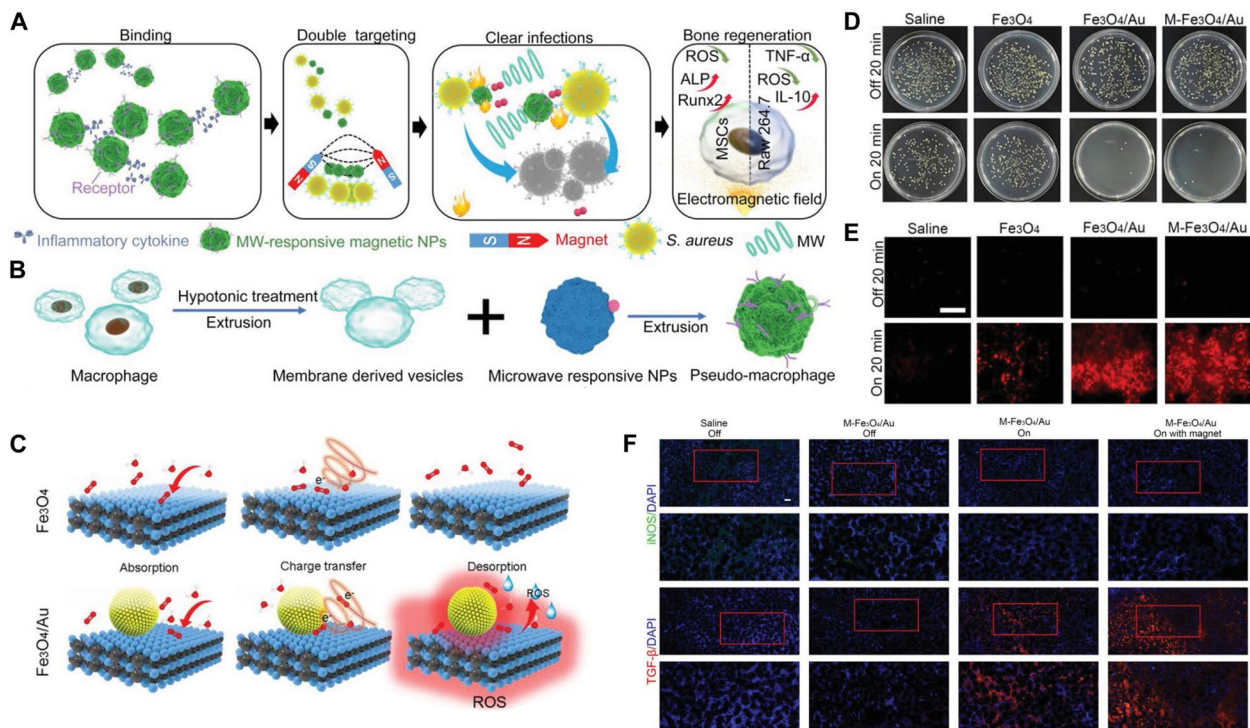 A
Binding
Receptor
Double targeting
N
S
N
S
Clear infections
Bone regeneration
ROS
ALP
Runx2
TNF-α
ROS
IL-10
MSCs
Raw 264.7
Electromagnetic field
Inflammatory cytokine
MW-responsive magnetic NPs
S N
Magnet
S. aureus
MW
B
Macrophage
Hypotonic treatment
Extrusion
Membrane derived vesicles
+
Microwave responsive NPs
Extrusion
Pseudo-macrophage
C
Fe3O4
e-
Absorption
Charge transfer
Desorption
Fe3O4/Au
e-
e-
ROS
ROS
D
Saline
Fe3O4
Fe3O4/Au
M-Fe3O4/Au
Off 20 min
On 20 min
E
Saline
Fe3O4
Fe3O4/Au
M-Fe3O4/Au
Off 20 min
On 20 min
F
Saline
Off
M-Fe3O4/Au
Off
M-Fe3O4/Au
On
M-Fe3O4/Au
On with magnet
iNOS/DAPI
TGF-β/DAPI